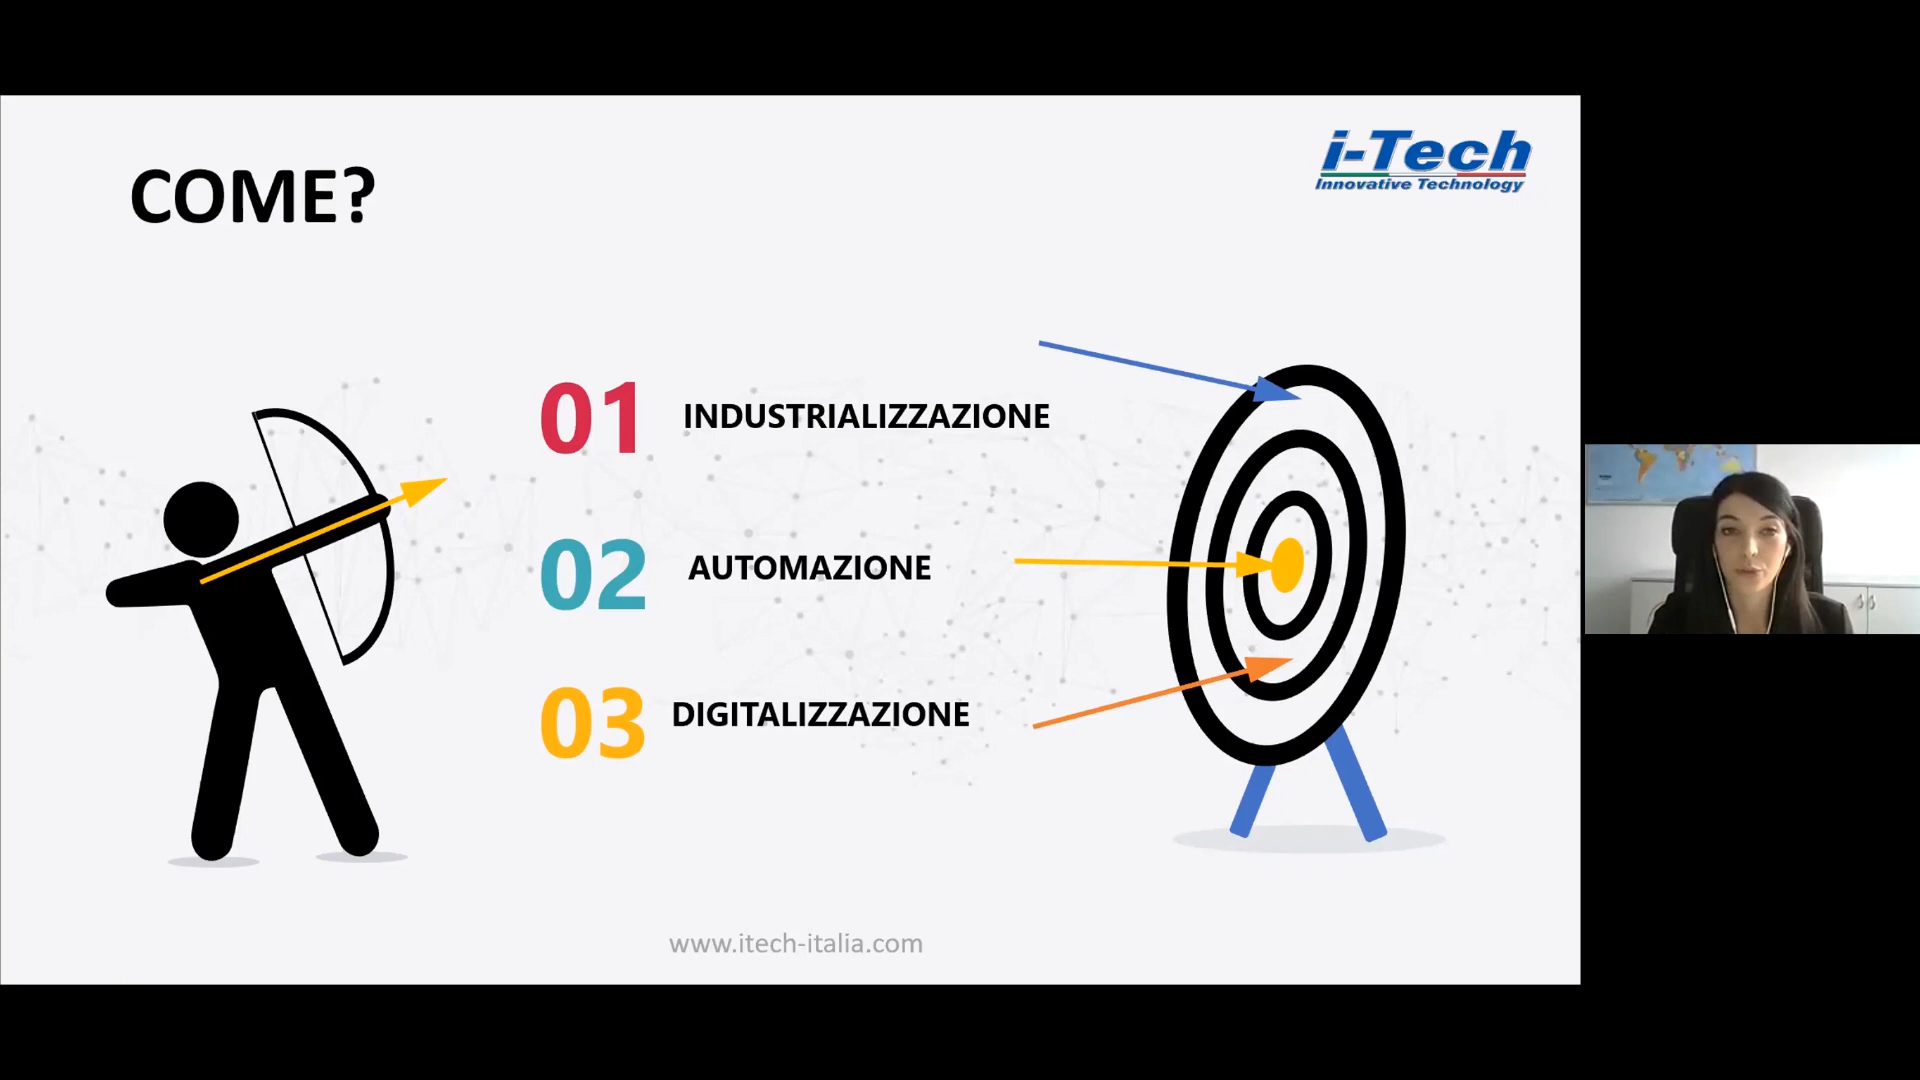 COME?
i-Tech
Innovative Technology
01 INDUSTRIALIZZAZIONE
02 AUTOMAZIONE
03 DIGITALIZZAZIONE
www.itech-italia.com